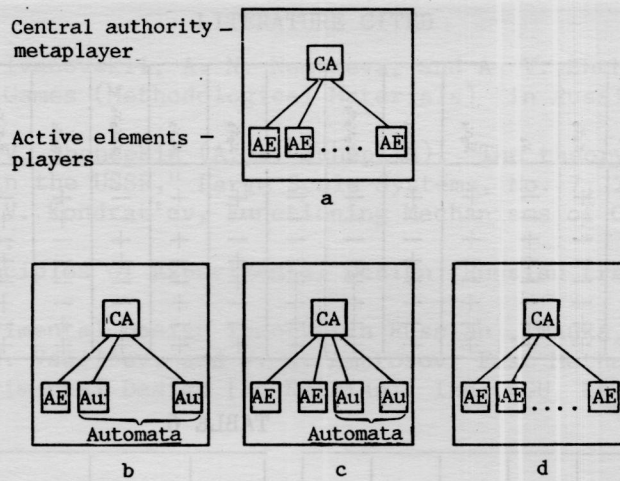 Central authority –
metaplayer
CA
Active elements –
players
AE AE .... AE
a
CA CA CA
AE Au Au AE AE Au Au AE AE .... AE
Automata Automata
b c d